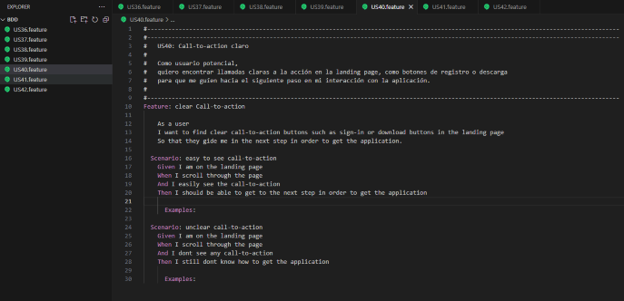 EXPLORER
US36.feature
US37.feature
US38.feature
US39.feature
US40.feature
US41.feature
US42.feature
BDD
US36.feature
US37.feature
US38.feature
US39.feature
US40.feature
US41.feature
US42.feature
US40.feature > ...
1 #----------------------------------------------------------------
2 #----------------------------------------------------------------
3 # US40: Call-to-action claro
4 #
5 # Como usuario potencial,
6 # quiero encontrar llamadas claras a la acción en la landing page, como botones de registro o descarga
7 # para que me guíen hacia el siguiente paso en mi interacción con la aplicación.
8 #
9 #----------------------------------------------------------------
10 Feature: clear Call-to-action
11
12 As a user
13 I want to find clear call-to-action buttons such as sign-in or download buttons in the landing page
14 So that they gide me in the next step in order to get the application.
15
16 Scenario: easy to see call-to-action
17 Given I am on the landing page
18 When I scroll through the page
19 And I easily see the call-to-action
20 Then I should be able to get to the next step in order to get the application
21
22 Examples:
23
24 Scenario: unclear call-to-action
25 Given I am on the landing page
26 When I scroll through the page
27 And I dont see any call-to-action
28 Then I still dont know how to get the application
29
30 Examples: